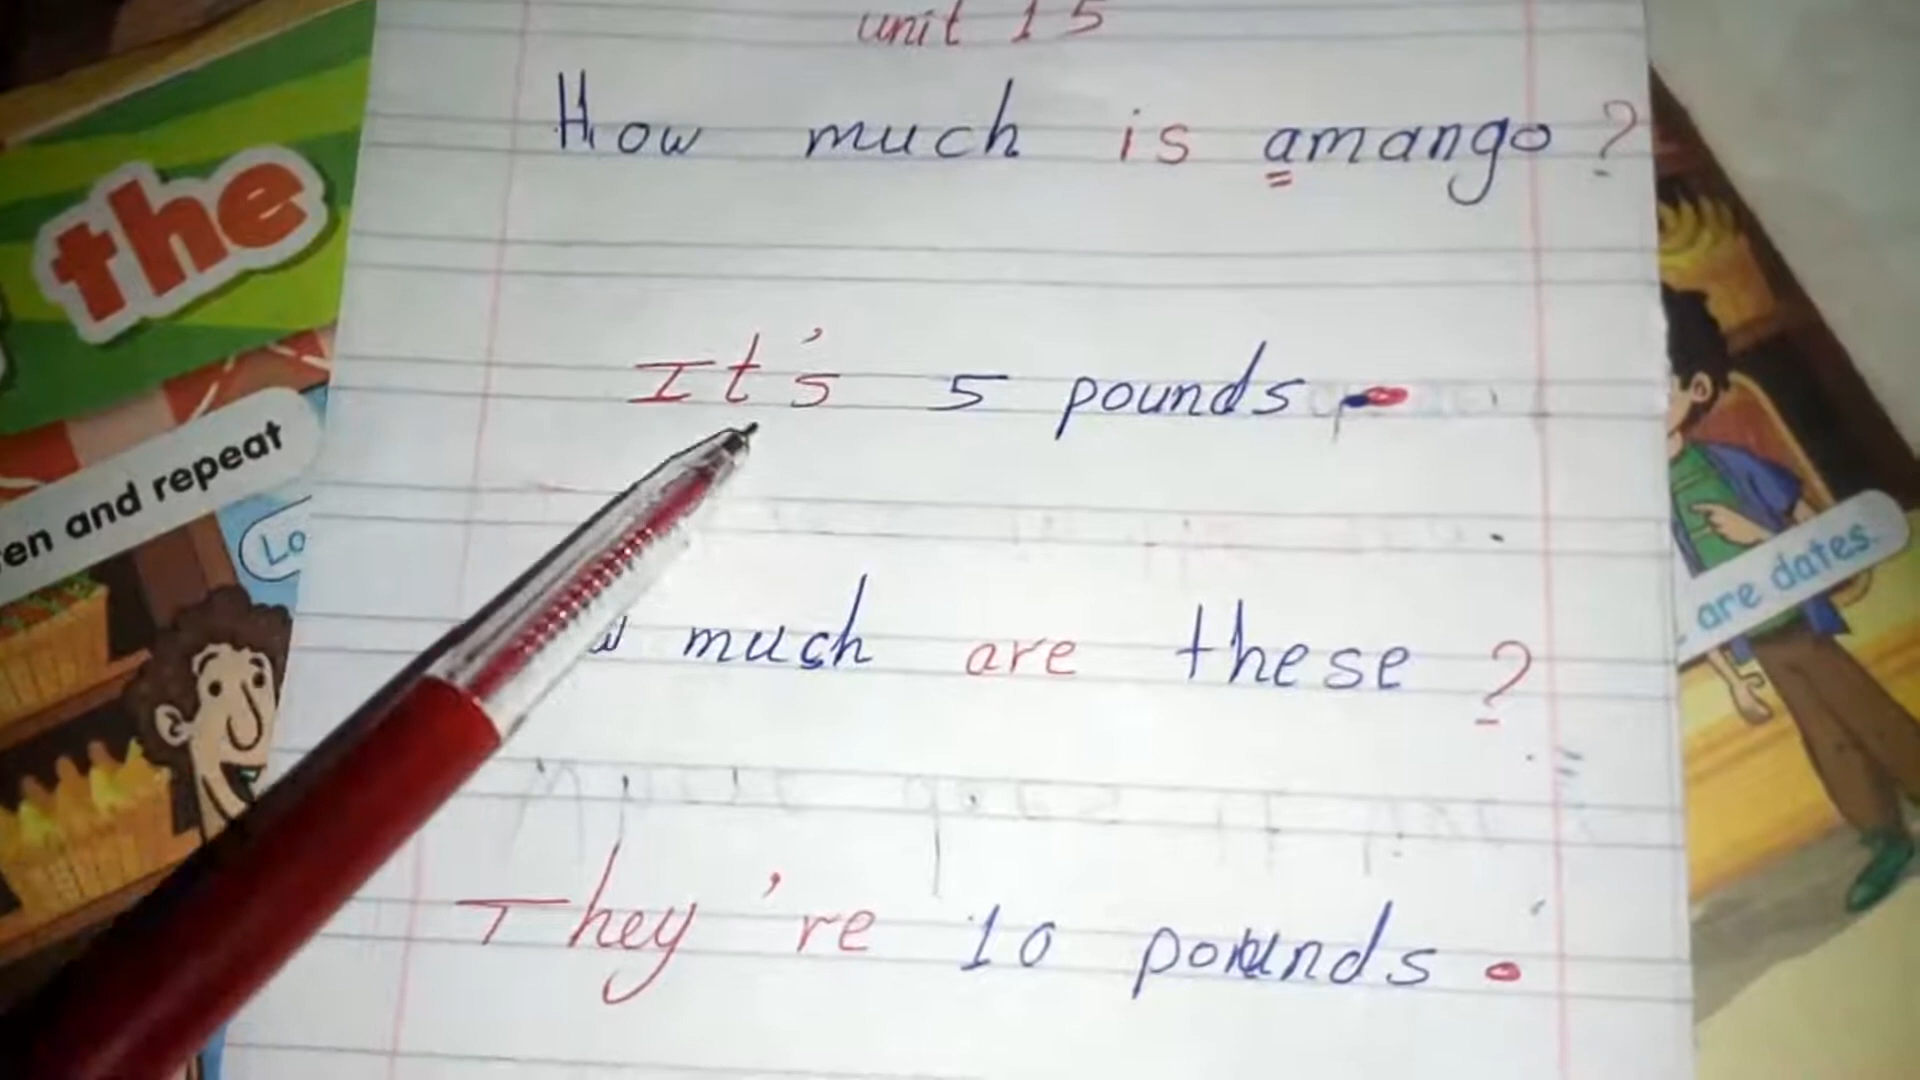 unit 15
How much is amango?
It's 5 pounds.
much are these?
They're 10 pounds.
the
and repeat
Lo
are dates.